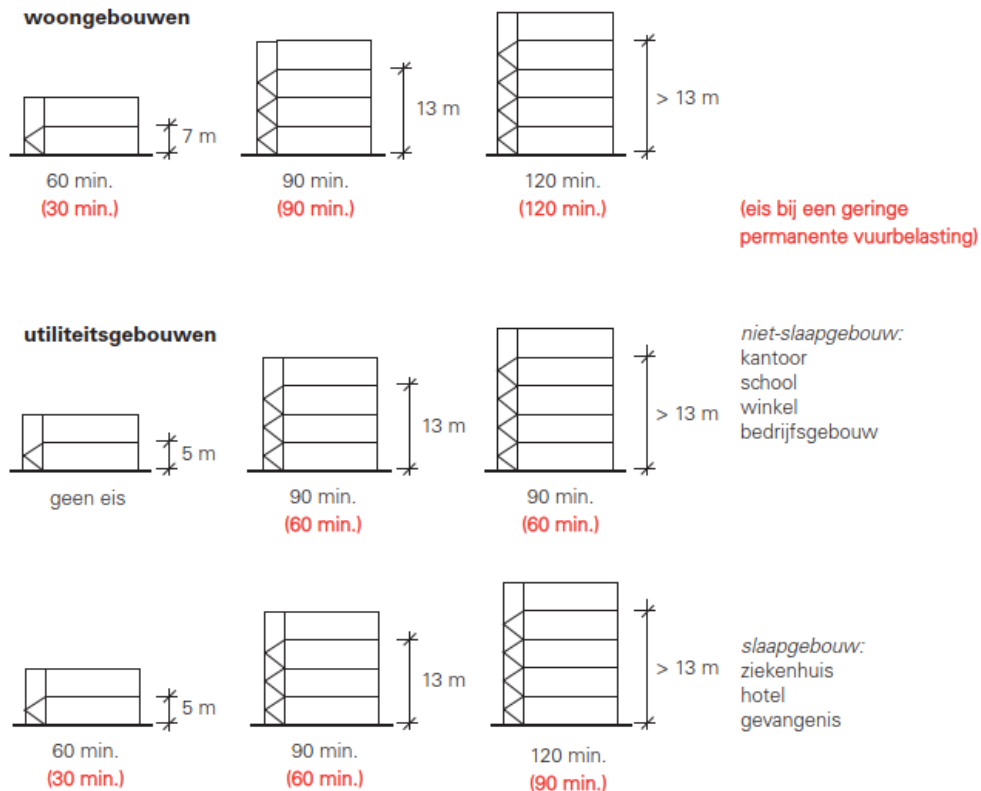 woongebouwen
7 m
13 m
> 13 m
60 min.
(30 min.)
90 min.
(90 min.)
120 min.
(120 min.)
(eis bij een geringe
permanente vuurbelasting)
utiliteitsgebouwen
5 m
13 m
> 13 m
niet-slaapgebouw:
kantoor
school
winkel
bedrijfsgebouw
geen eis
90 min.
(60 min.)
90 min.
(60 min.)
5 m
13 m
> 13 m
slaapgebouw:
ziekenhuis
hotel
gevangenis
60 min.
(30 min.)
90 min.
(60 min.)
120 min.
(90 min.)